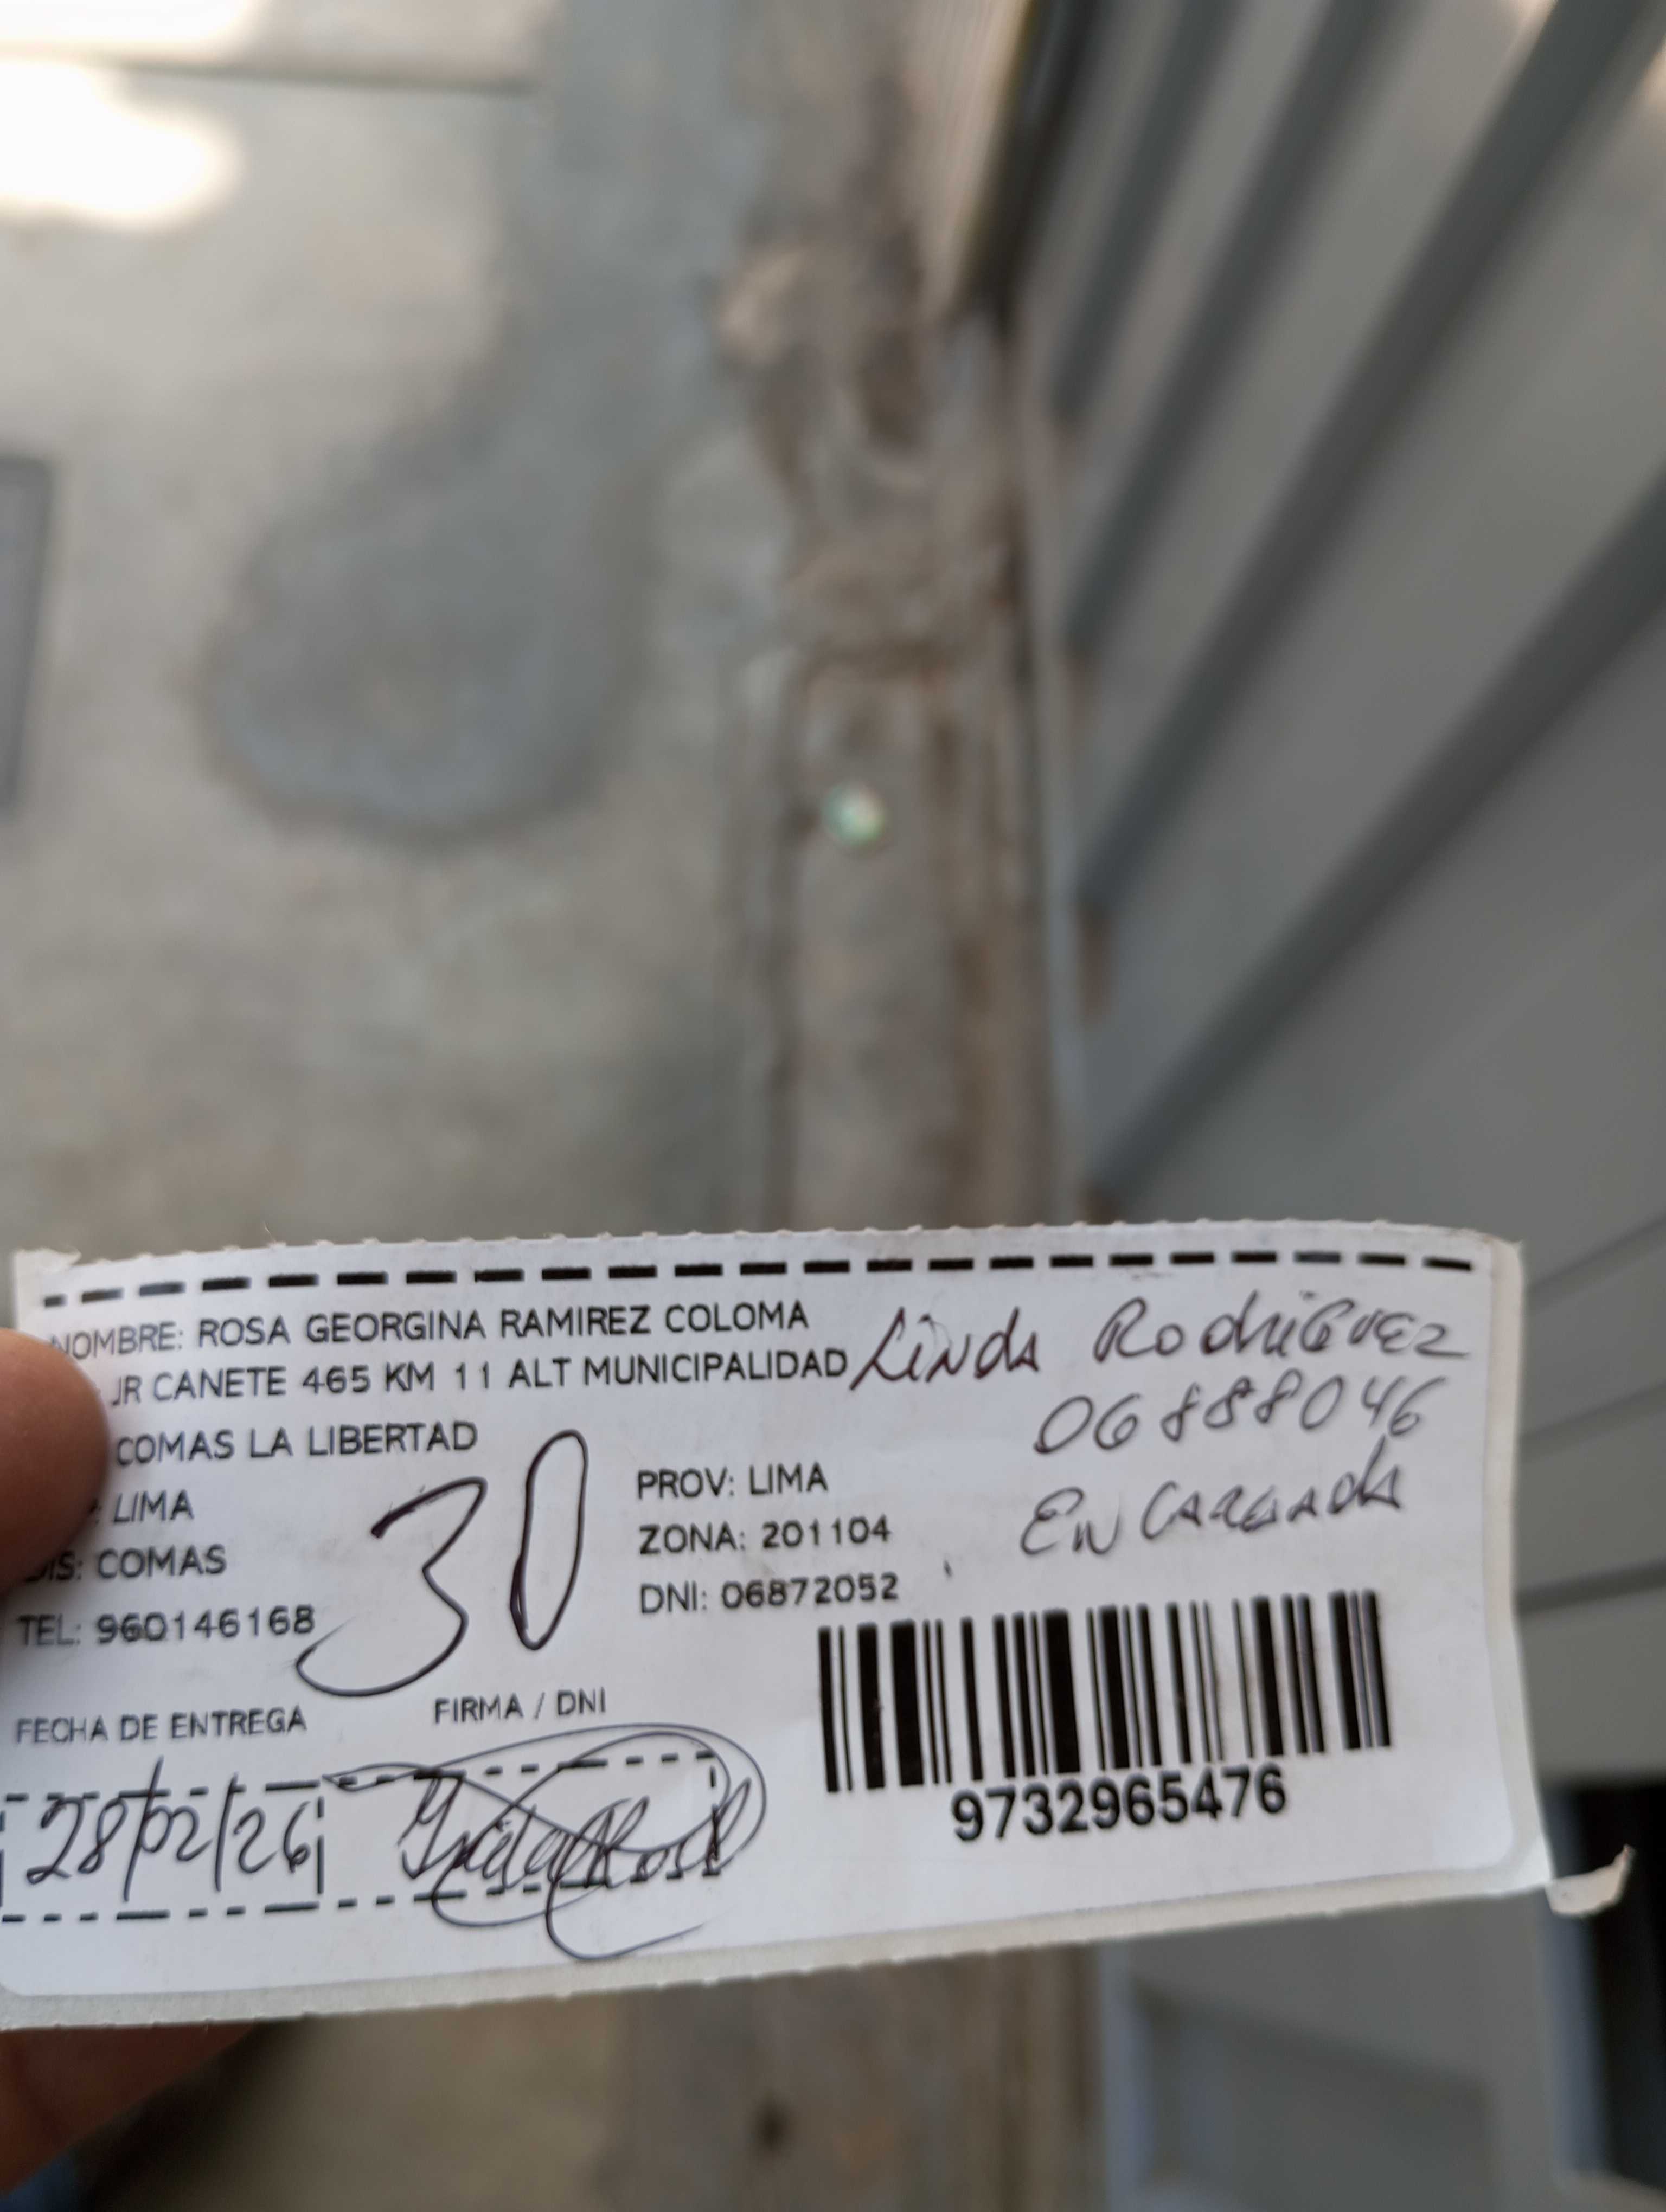 NOMBRE: ROSA GEORGINA RAMIREZ COLOMA
Linda Rodriguez
JR CANETE 465 KM 11 ALT MUNICIPALIDAD
06888046
COMAS LA LIBERTAD
Encargada
30
: LIMA
PROV: LIMA
DIS: COMAS
ZONA: 201104
TEL: 960146168
DNI: 06872052
FECHA DE ENTREGA
FIRMA / DNI
28/02/26
9732965476